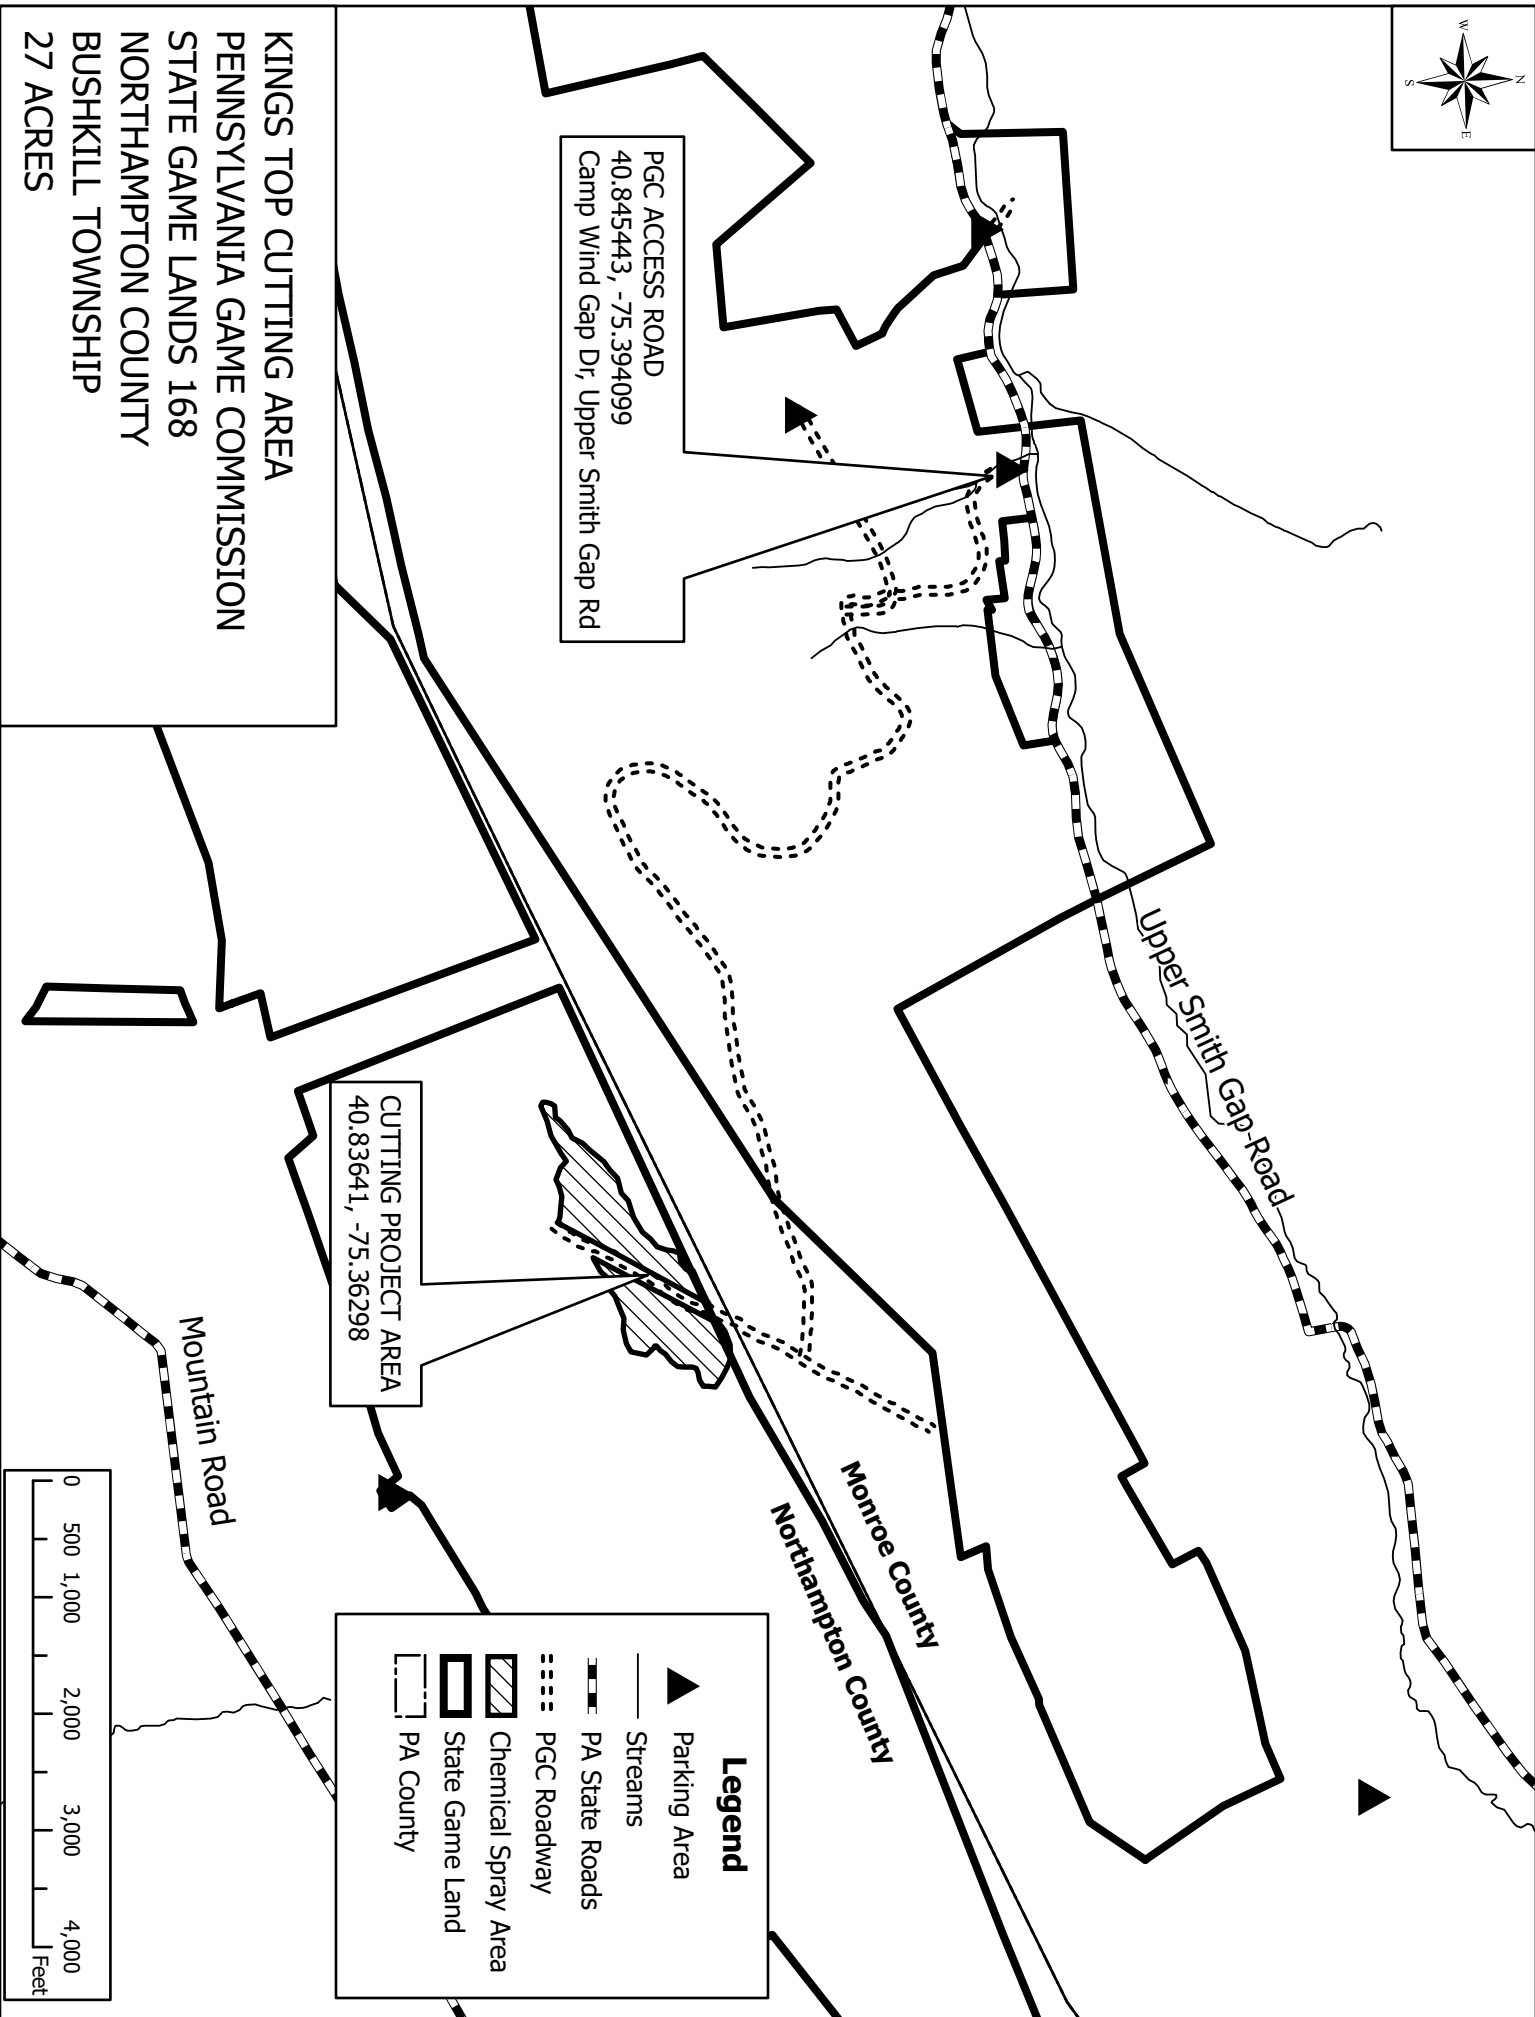 N
W
E
S
Upper Smith Gap Road
PGC ACCESS ROAD
40.845443, -75.394099
Camp Wind Gap Dr, Upper Smith Gap Rd
Monroe County
Northampton County
CUTTING PROJECT AREA
40.83641, -75.36298
Mountain Road
KINGS TOP CUTTING AREA
PENNSYLVANIA GAME COMMISSION
STATE GAME LANDS 168
NORTHAMPTON COUNTY
BUSHKILL TOWNSHIP
27 ACRES
Legend
Parking Area
Streams
PA State Roads
PGC Roadway
Chemical Spray Area
State Game Land
PA County
0 500 1,000 2,000 3,000 4,000
Feet